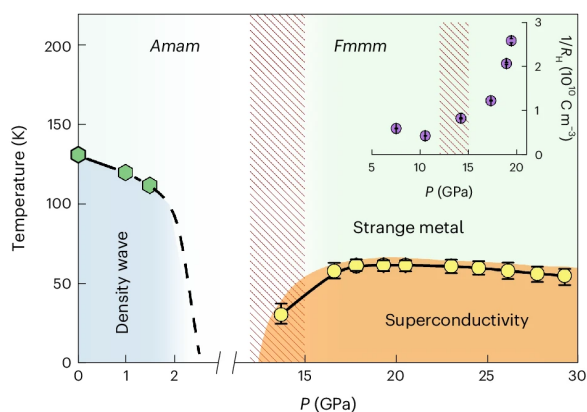 Amam
Fmmm
220
200
150
100
50
0
Temperature (K)
Density wave
Strange metal
Superconductivity
0
1
2
15
20
25
30
P (GPa)
3
2
1
0
1/R_H (10^10 C m^−3)
5
10
15
20
P (GPa)